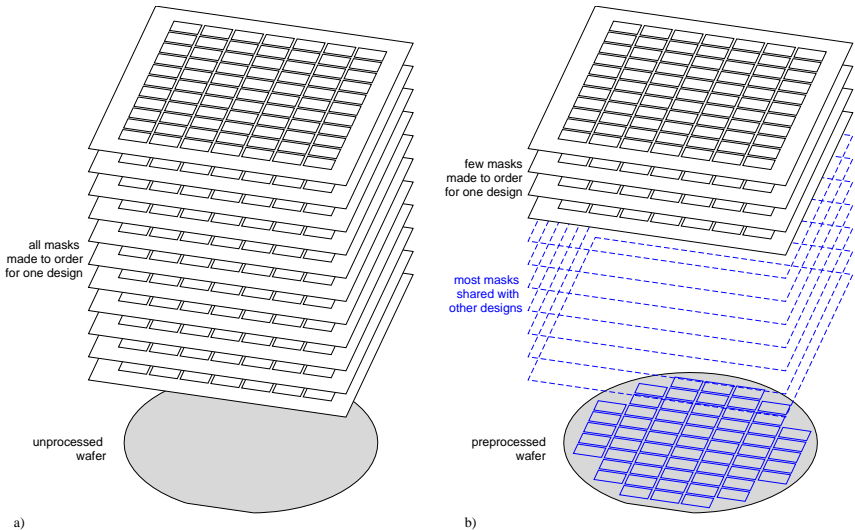 all masks
made to order
for one design
unprocessed
wafer
a)
few masks
made to order
for one design
most masks
shared with
other designs
preprocessed
wafer
b)